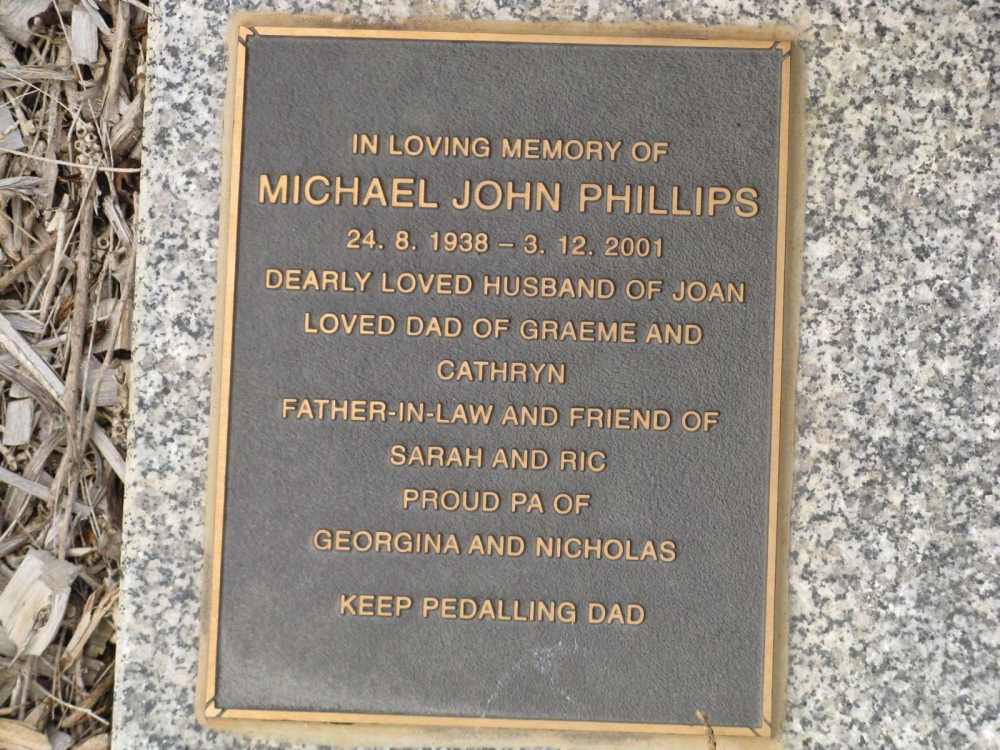 IN LOVING MEMORY OF
MICHAEL JOHN PHILLIPS
24. 8. 1938 – 3. 12. 2001
DEARLY LOVED HUSBAND OF JOAN
LOVED DAD OF GRAEME AND
CATHRYN
FATHER-IN-LAW AND FRIEND OF
SARAH AND RIC
PROUD PA OF
GEORGINA AND NICHOLAS
KEEP PEDALLING DAD